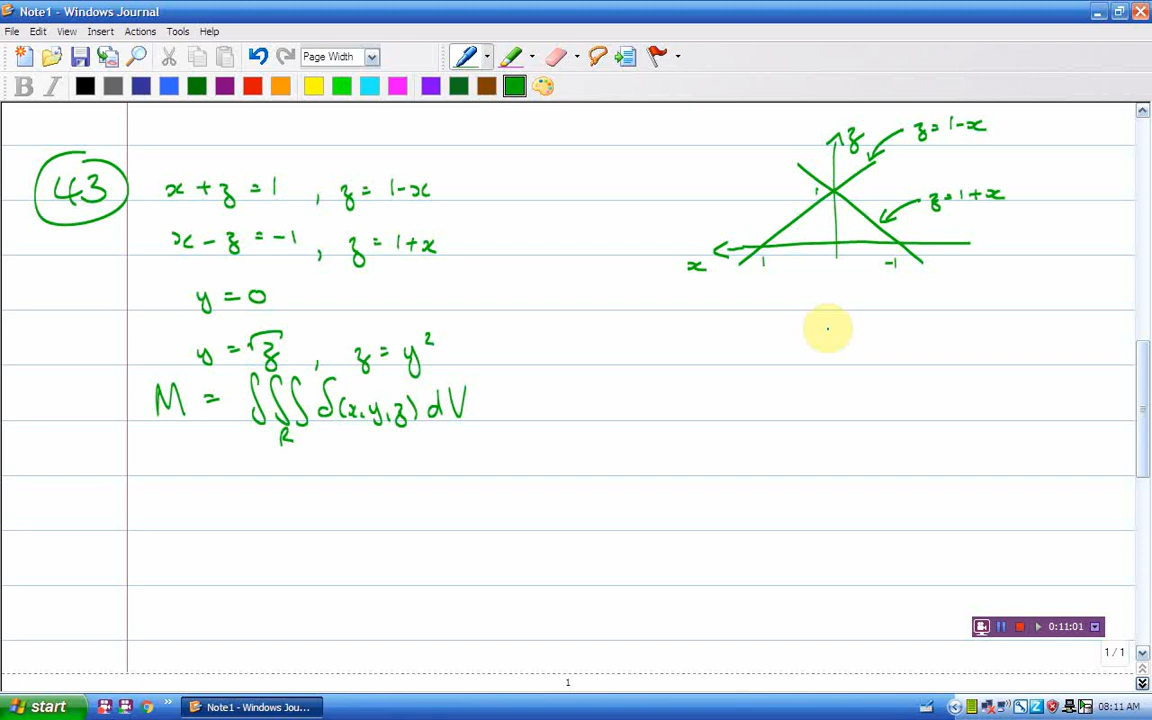 Note1 - Windows Journal
File Edit View Insert Actions Tools Help
Page Width
B I
43
x + z = 1 , z = 1-x
x - z = -1 , z = 1+x
y = 0
y = √z , z = y²
M = ∭_R δ(x,y,z) dV
z
z = 1-x
1
z = 1+x
x
1
-1
0:11:01
1 / 1
1
start
»
Note1 - Windows Jour...
08:11 AM